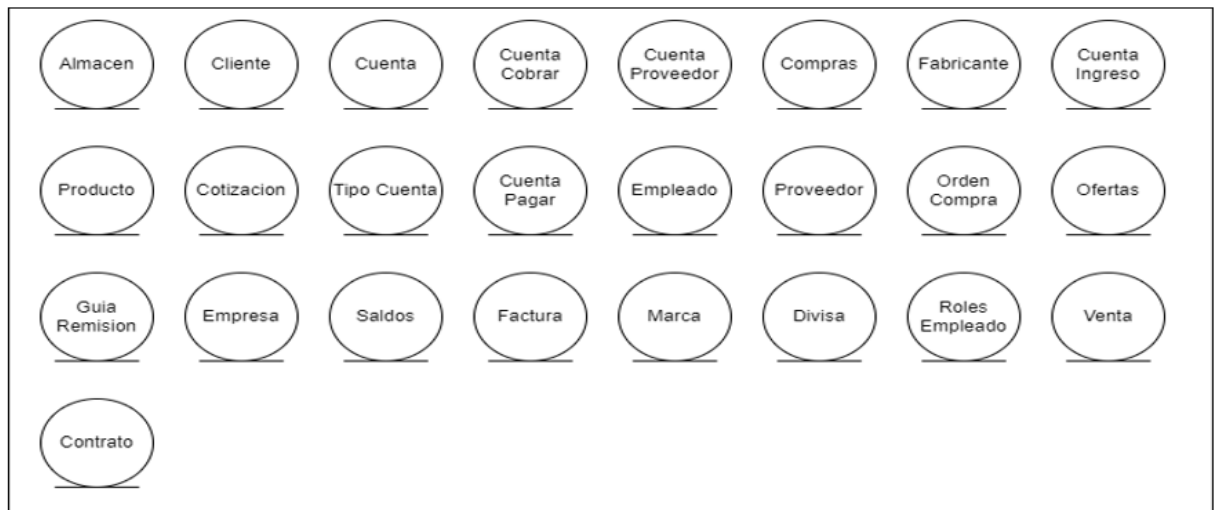 Almacen
Cliente
Cuenta
Cuenta
Cobrar
Cuenta
Proveedor
Compras
Fabricante
Cuenta
Ingreso
Producto
Cotizacion
Tipo Cuenta
Cuenta
Pagar
Empleado
Proveedor
Orden
Compra
Ofertas
Guia
Remision
Empresa
Saldos
Factura
Marca
Divisa
Roles
Empleado
Venta
Contrato